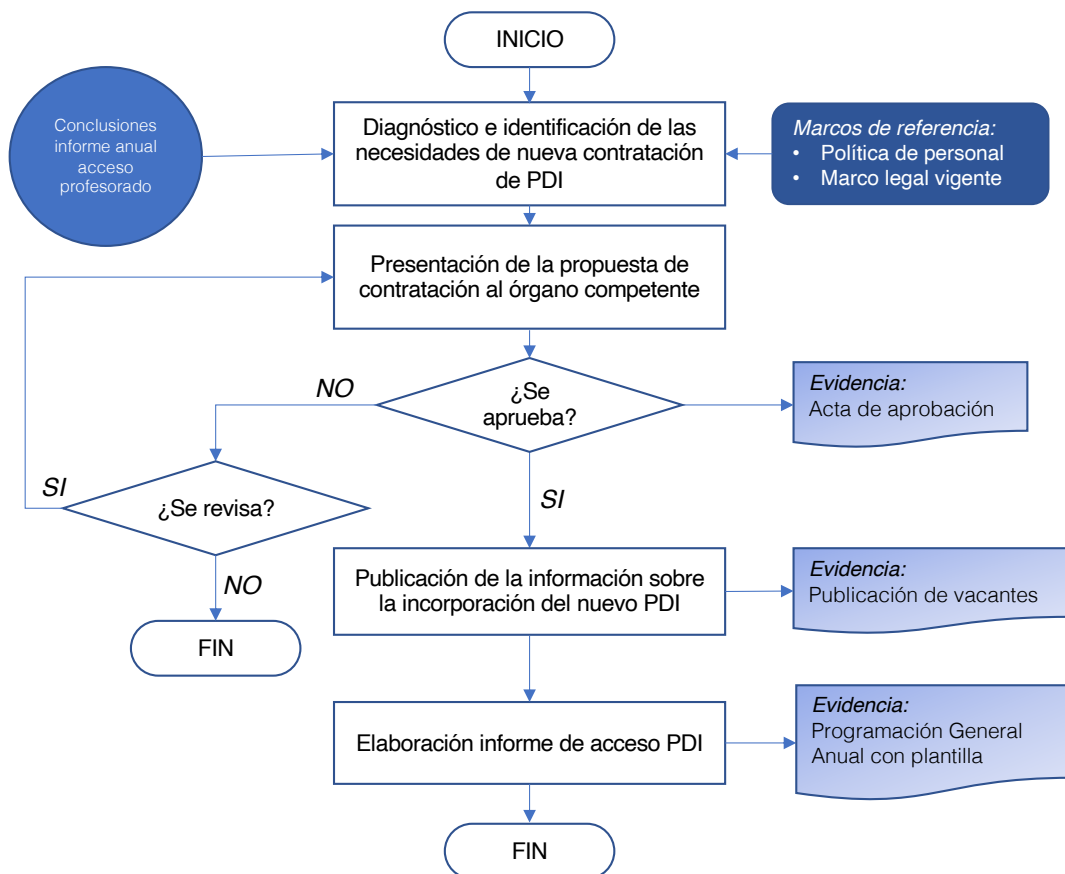 INICIO
Conclusiones
informe anual
acceso
profesorado
Diagnóstico e identificación de las
necesidades de nueva contratación
de PDI
Marcos de referencia:
• Política de personal
• Marco legal vigente
Presentación de la propuesta de
contratación al órgano competente
NO
¿Se
aprueba?
Evidencia:
Acta de aprobación
SI
¿Se revisa?
SI
NO
FIN
Publicación de la información sobre
la incorporación del nuevo PDI
Evidencia:
Publicación de vacantes
Elaboración informe de acceso PDI
Evidencia:
Programación General
Anual con plantilla
FIN